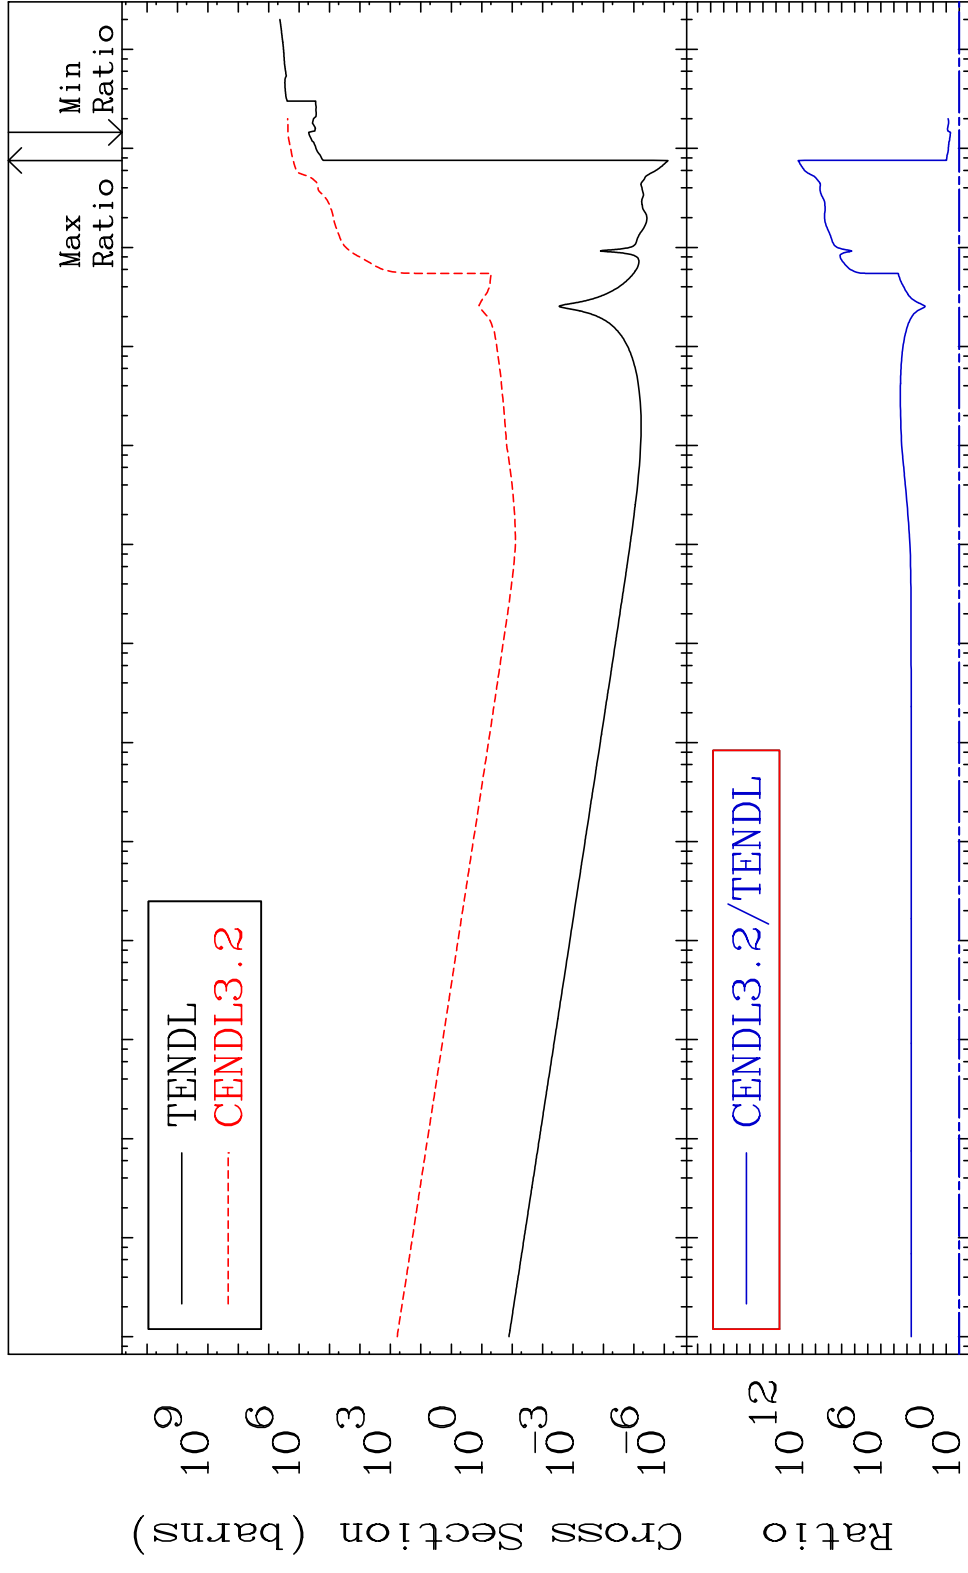 Max
Ratio
Min
Ratio
TENDL
CENDL3.2
Cross Section (barns)
10^9
10^6
10^3
10^0
10^-3
10^-6
CENDL3.2/TENDL
Ratio
10^12
10^6
10^0